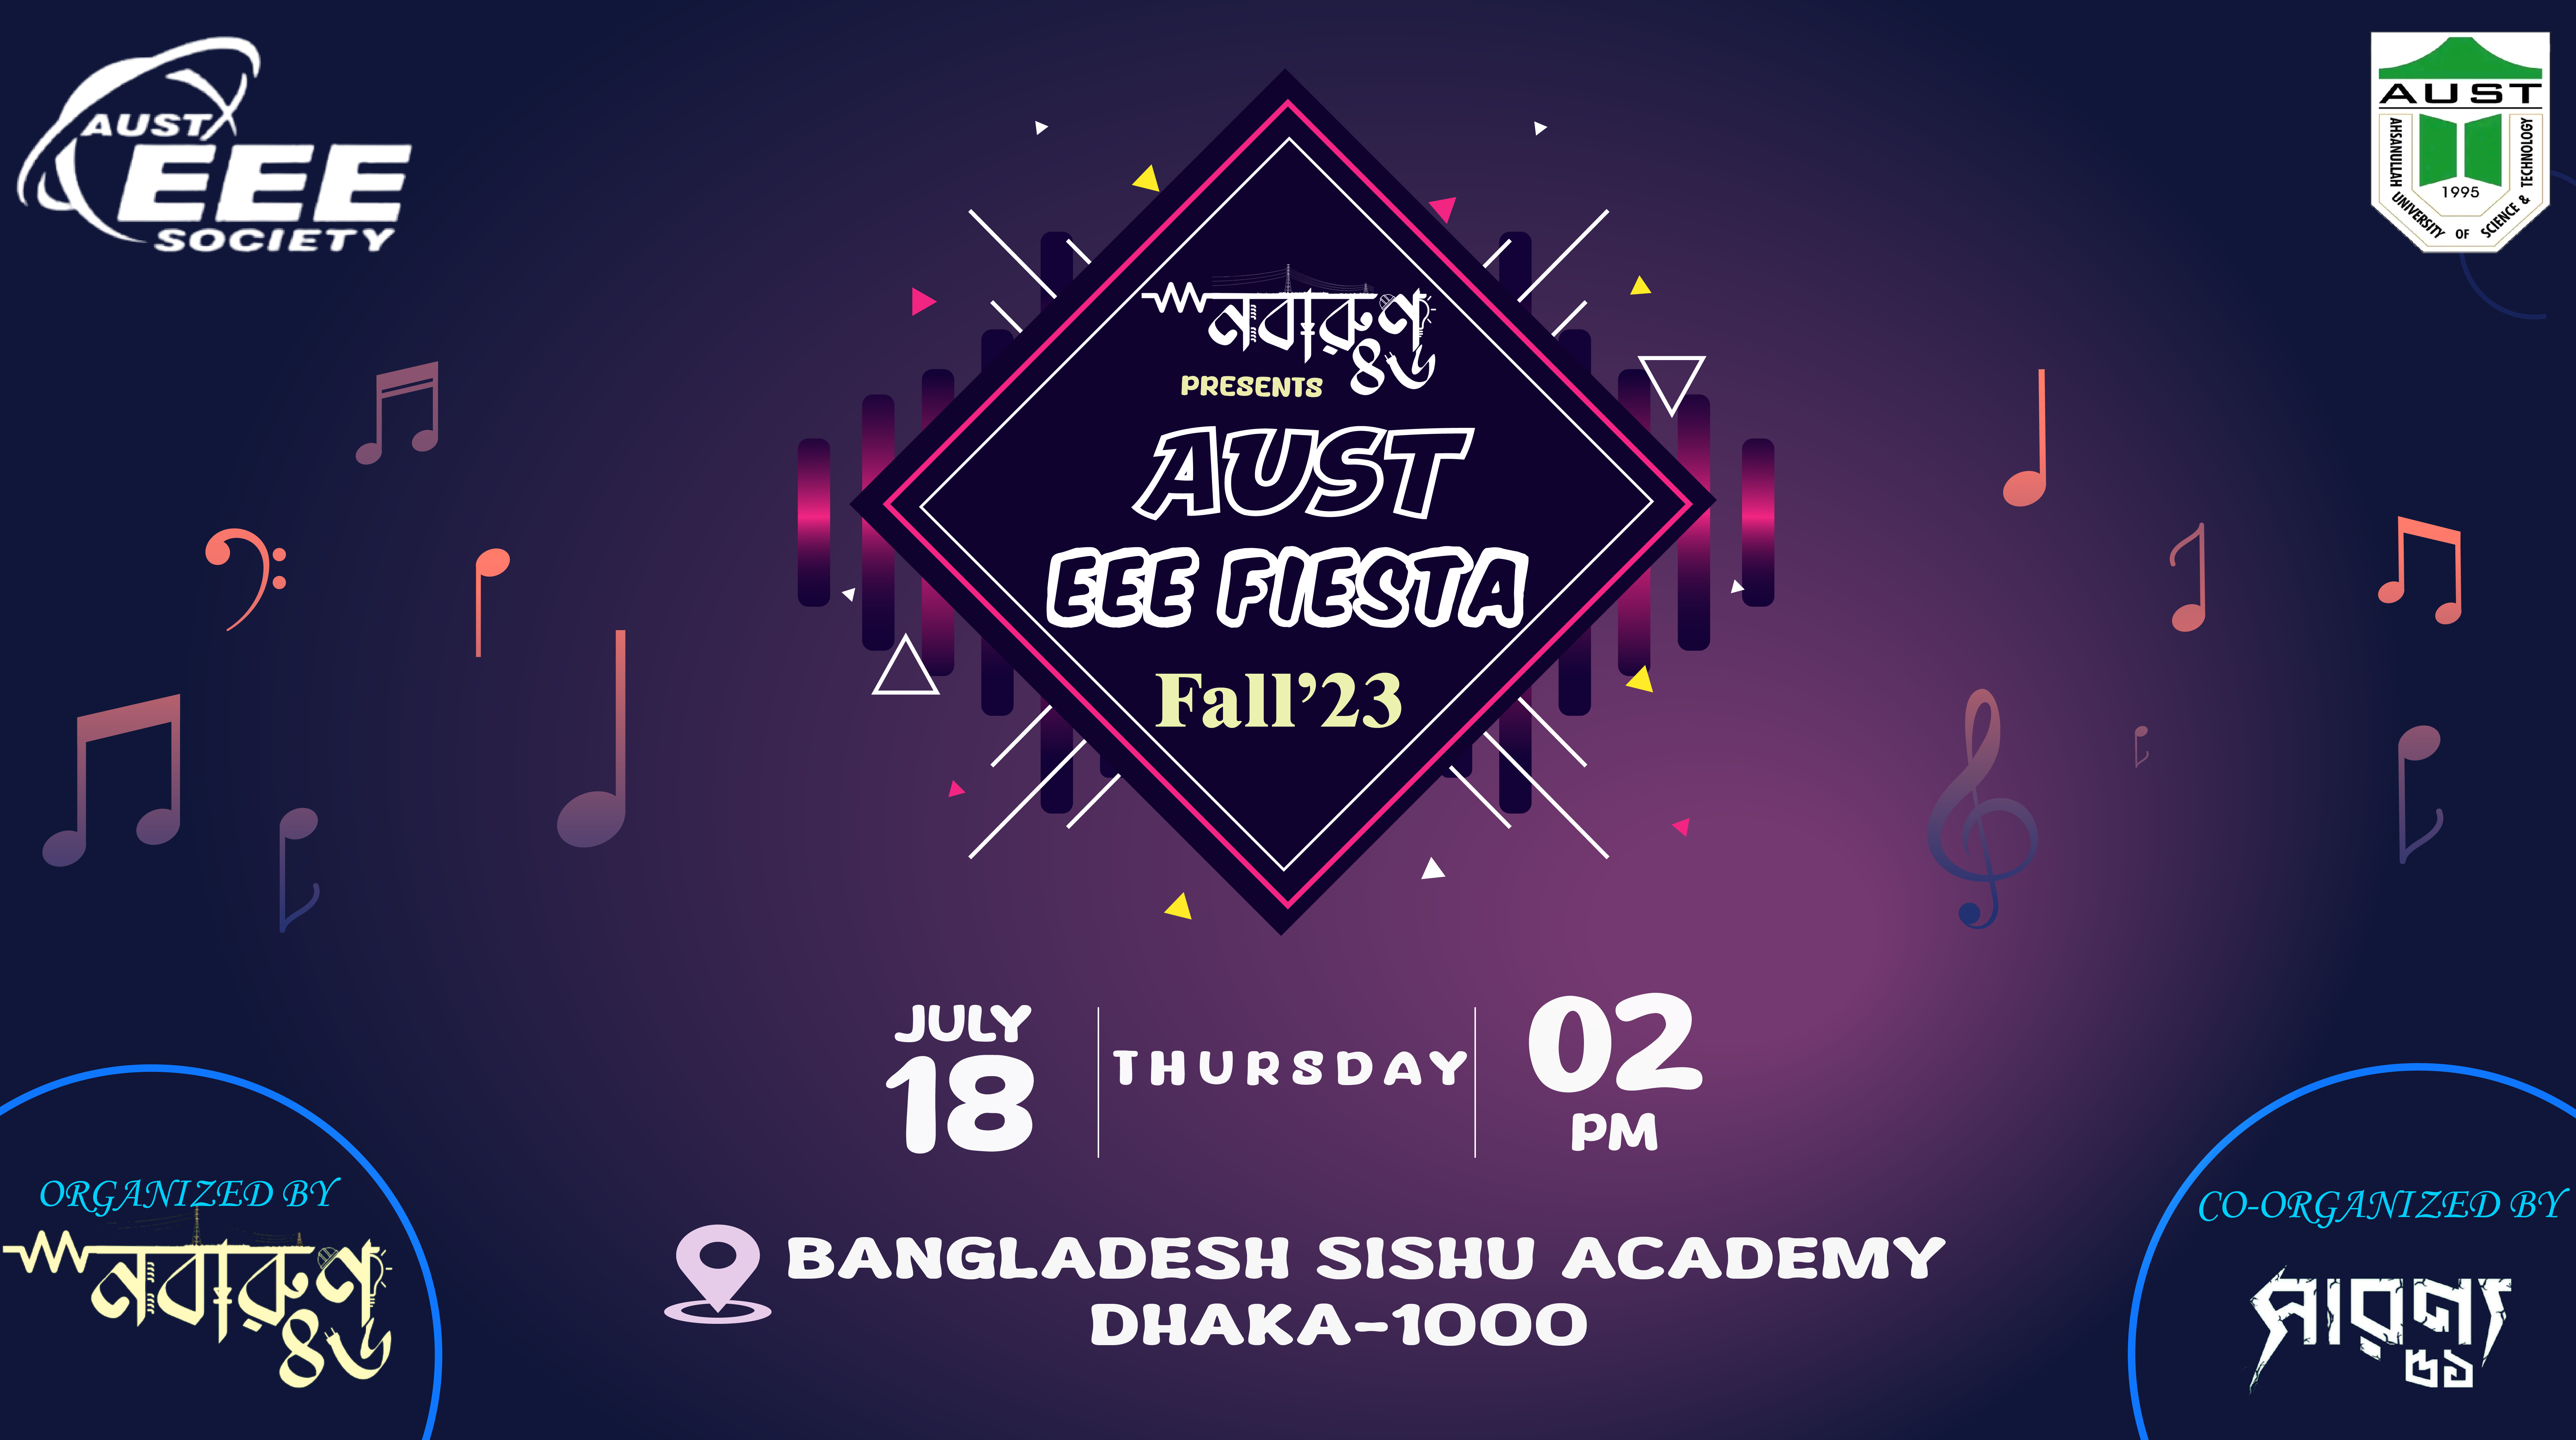 AUST
EEE
SOCIETY
AUST
AHSANULLAH UNIVERSITY OF SCIENCE & TECHNOLOGY
1995
নবারুণ
৪৬
PRESENTS
AUST
EEE FIESTA
Fall’23
JULY
18
THURSDAY
02
PM
BANGLADESH SISHU ACADEMY
DHAKA-1000
ORGANIZED BY
নবারুণ
৪৬
CO-ORGANIZED BY